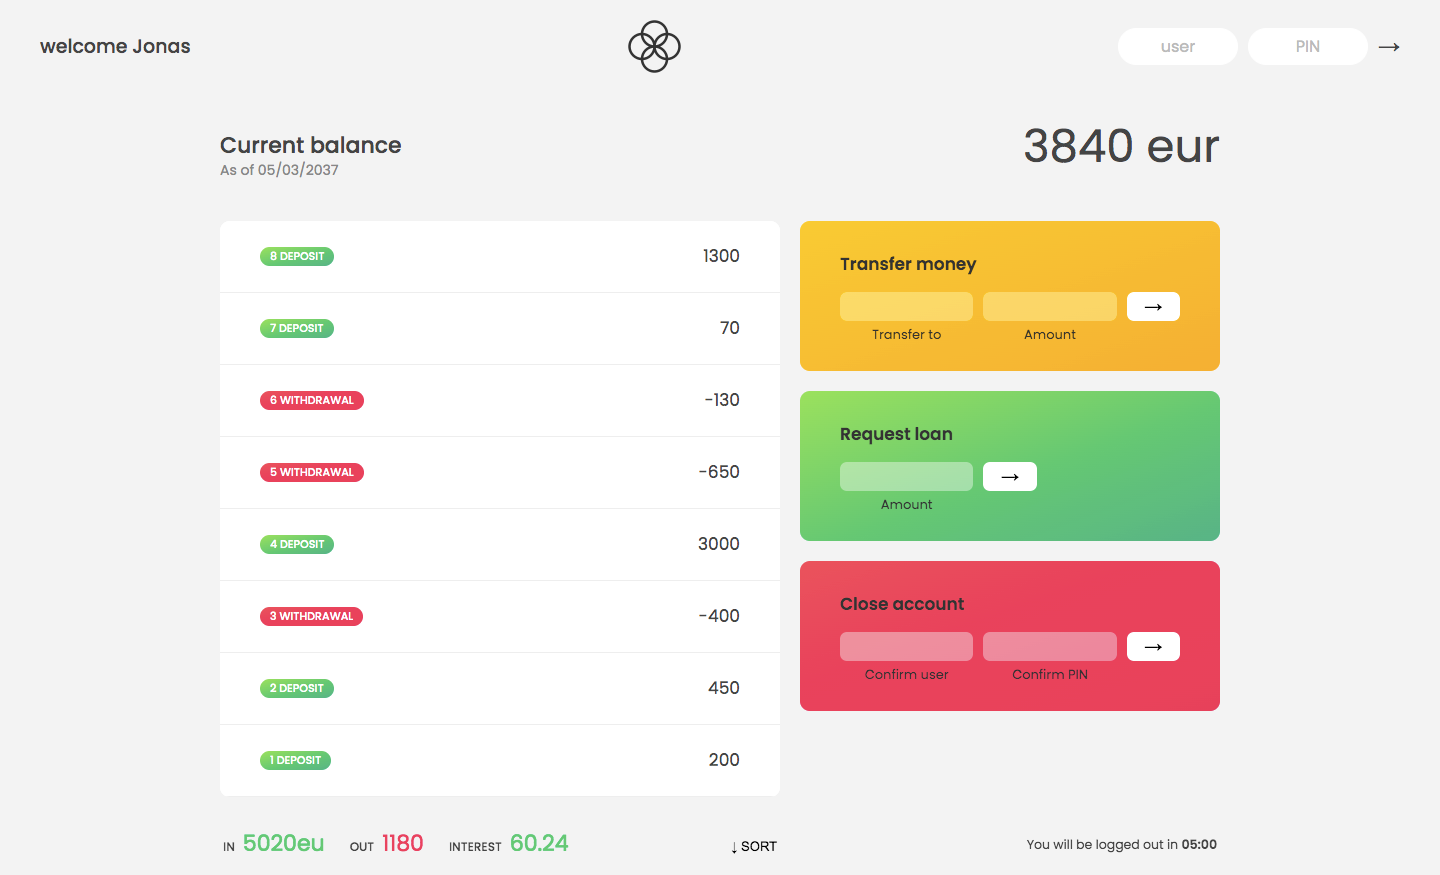 welcome Jonas
user
PIN
→
Current balance
As of 05/03/2037
3840 eur
8 DEPOSIT
1300
7 DEPOSIT
70
6 WITHDRAWAL
-130
5 WITHDRAWAL
-650
4 DEPOSIT
3000
3 WITHDRAWAL
-400
2 DEPOSIT
450
1 DEPOSIT
200
Transfer money
→
Transfer to
Amount
Request loan
→
Amount
Close account
→
Confirm user
Confirm PIN
IN 5020eu
OUT 1180
INTEREST 60.24
↓ SORT
You will be logged out in 05:00